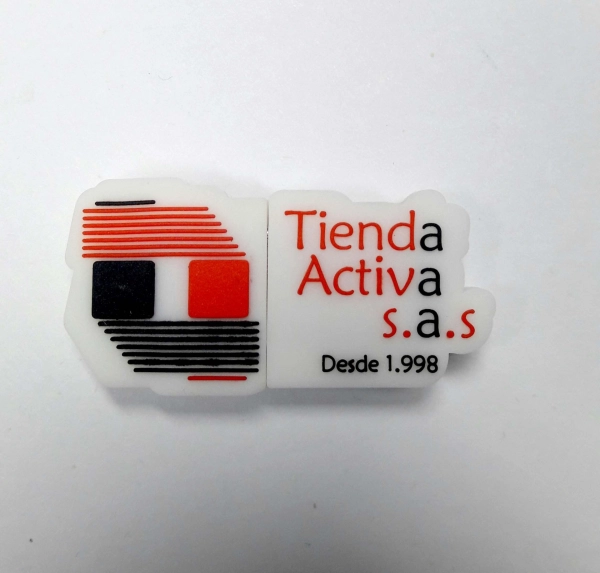 Tienda
Activa
s.a.s
Desde 1.998